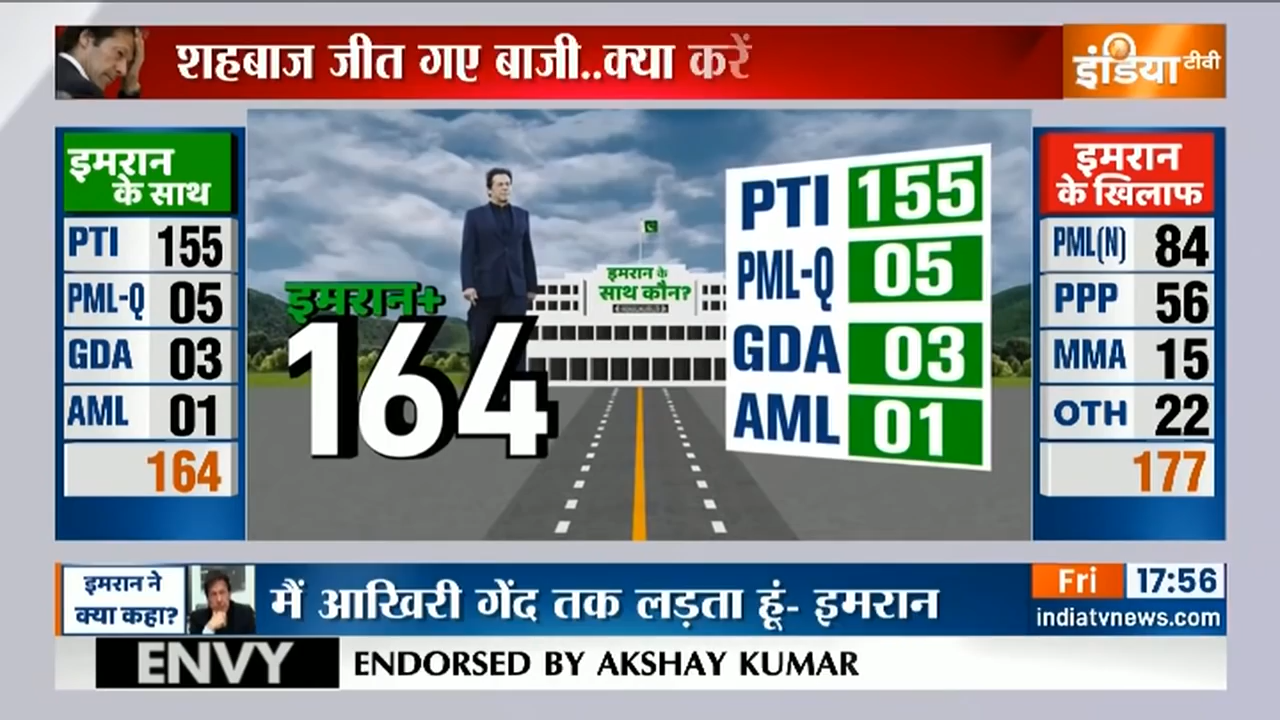 शहबाज जीत गए बाजी..क्या करें
इंडिया टीवी
इमरान
के साथ
PTI 155
PML-Q 05
GDA 03
AML 01
164
इमरान+
164
इमरान के
साथ कौन?
PTI 155
PML-Q 05
GDA 03
AML 01
इमरान
के खिलाफ
PML(N) 84
PPP 56
MMA 15
OTH 22
177
इमरान ने
क्या कहा?
मैं आखिरी गेंद तक लड़ता हूं- इमरान
Fri 17:56
indiatvnews.com
ENVY ENDORSED BY AKSHAY KUMAR